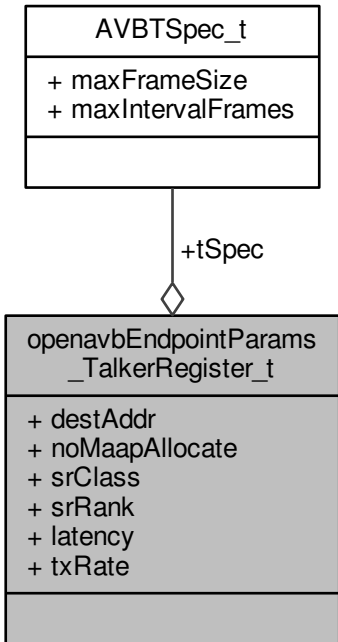 AVBTSpec_t
+ maxFrameSize
+ maxIntervalFrames
+tSpec
openavbEndpointParams
_TalkerRegister_t
+ destAddr
+ noMaapAllocate
+ srClass
+ srRank
+ latency
+ txRate